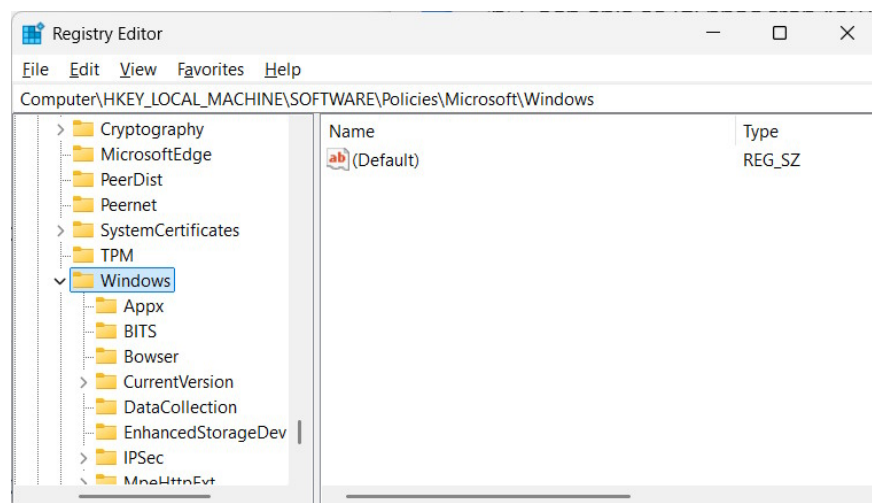 Registry Editor
File Edit View Favorites Help
Computer\HKEY_LOCAL_MACHINE\SOFTWARE\Policies\Microsoft\Windows
Cryptography
MicrosoftEdge
PeerDist
Peernet
SystemCertificates
TPM
Windows
Appx
BITS
Bowser
CurrentVersion
DataCollection
EnhancedStorageDev
IPSec
Name Type
ab (Default) REG_SZ